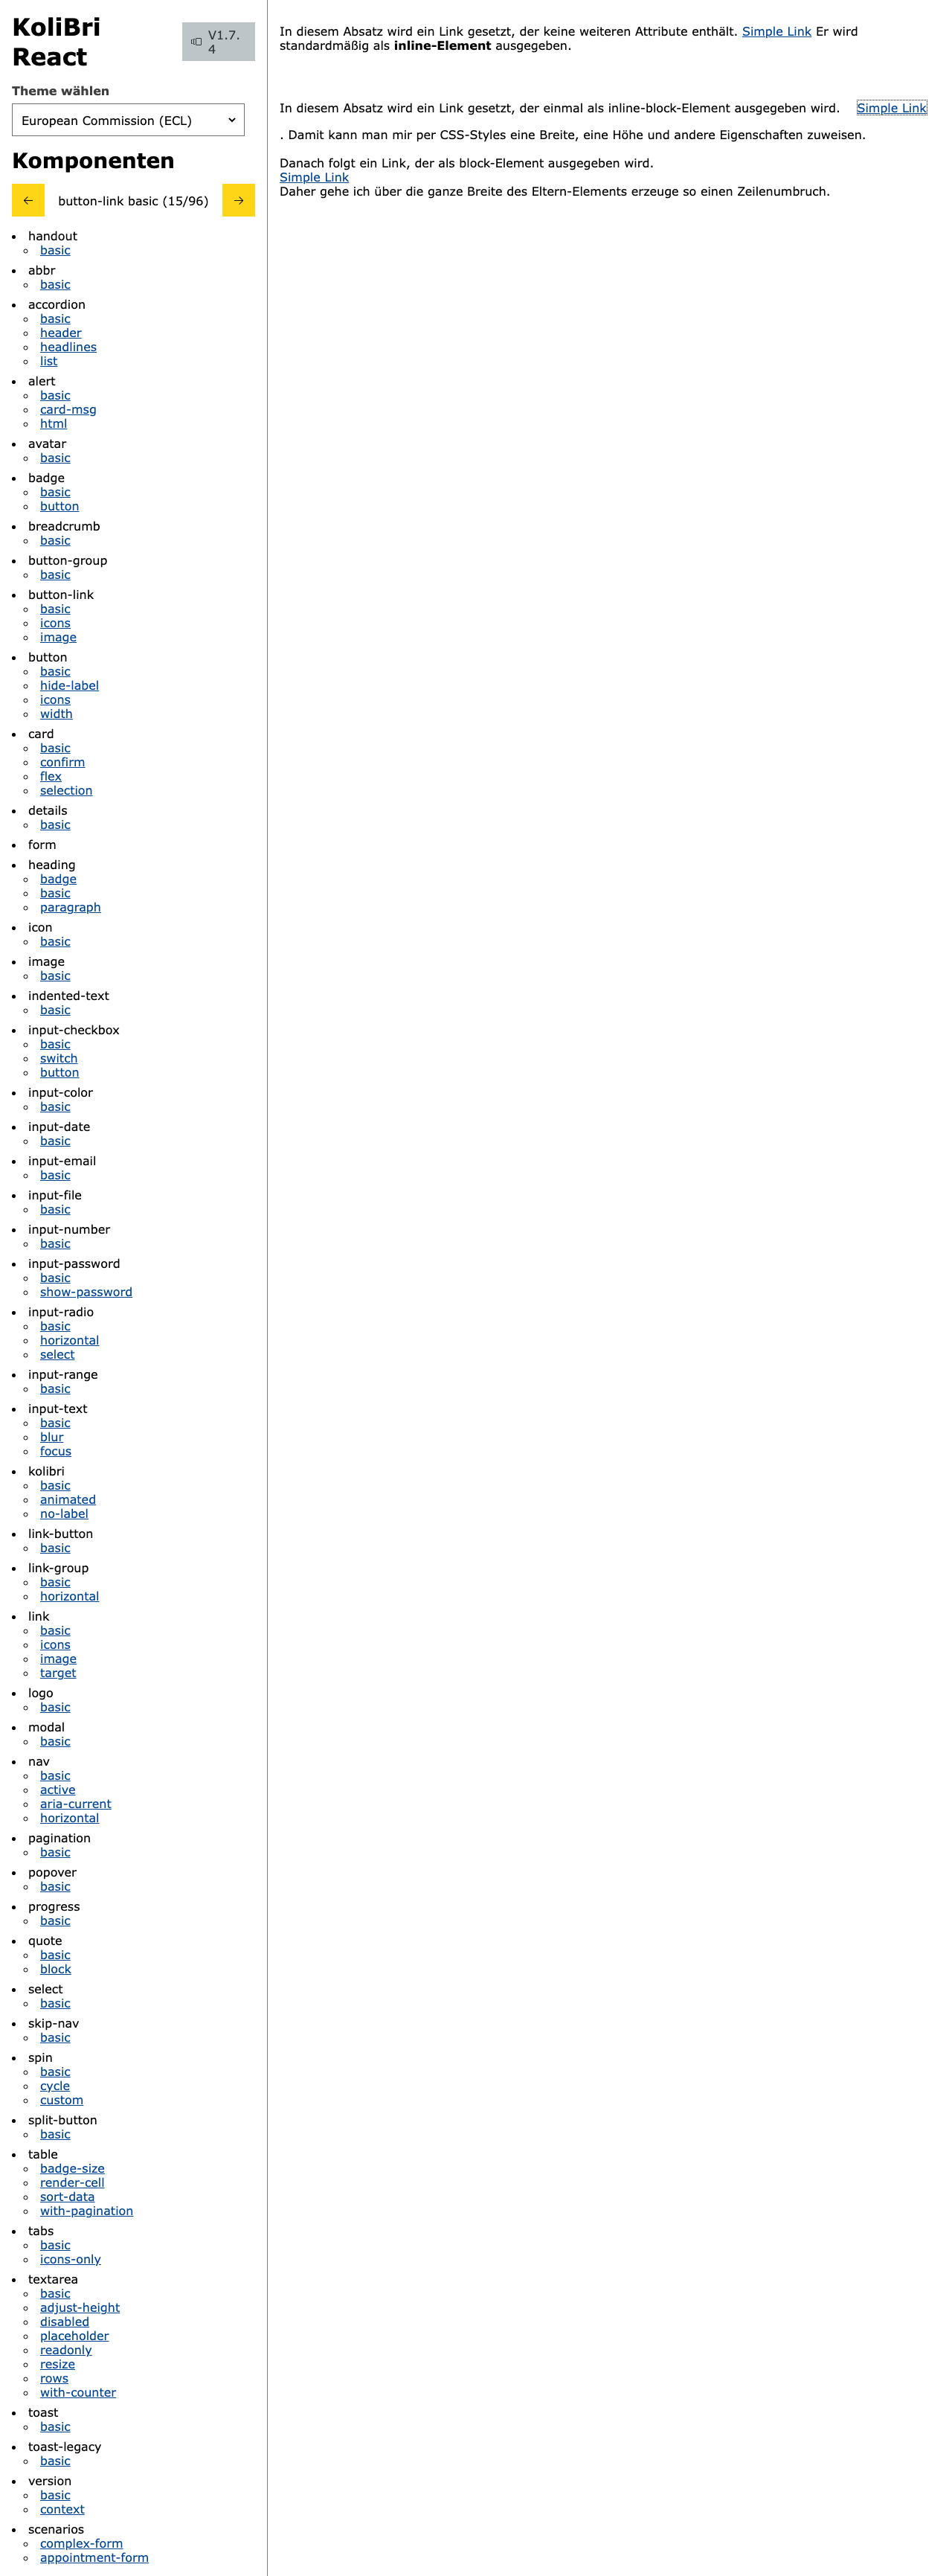 KoliBri
React
V1.7.
4
Theme wählen
European Commission (ECL)
Komponenten
button-link basic (15/96)
handout
basic
abbr
basic
accordion
basic
header
headlines
list
alert
basic
card-msg
html
avatar
basic
badge
basic
button
breadcrumb
basic
button-group
basic
button-link
basic
icons
image
button
basic
hide-label
icons
width
card
basic
confirm
flex
selection
details
basic
form
heading
badge
basic
paragraph
icon
basic
image
basic
indented-text
basic
input-checkbox
basic
switch
button
input-color
basic
input-date
basic
input-email
basic
input-file
basic
input-number
basic
input-password
basic
show-password
input-radio
basic
horizontal
select
input-range
basic
input-text
basic
blur
focus
kolibri
basic
animated
no-label
link-button
basic
link-group
basic
horizontal
link
basic
icons
image
target
logo
basic
modal
basic
nav
basic
active
aria-current
horizontal
pagination
basic
popover
basic
progress
basic
quote
basic
block
select
basic
skip-nav
basic
spin
basic
cycle
custom
split-button
basic
table
badge-size
render-cell
sort-data
with-pagination
tabs
basic
icons-only
textarea
basic
adjust-height
disabled
placeholder
readonly
resize
rows
with-counter
toast
basic
toast-legacy
basic
version
basic
context
scenarios
complex-form
appointment-form
In diesem Absatz wird ein Link gesetzt, der keine weiteren Attribute enthält. Simple Link Er wird
standardmäßig als inline-Element ausgegeben.
In diesem Absatz wird ein Link gesetzt, der einmal als inline-block-Element ausgegeben wird. Simple Link
. Damit kann man mir per CSS-Styles eine Breite, eine Höhe und andere Eigenschaften zuweisen.
Danach folgt ein Link, der als block-Element ausgegeben wird.
Simple Link
Daher gehe ich über die ganze Breite des Eltern-Elements erzeuge so einen Zeilenumbruch.